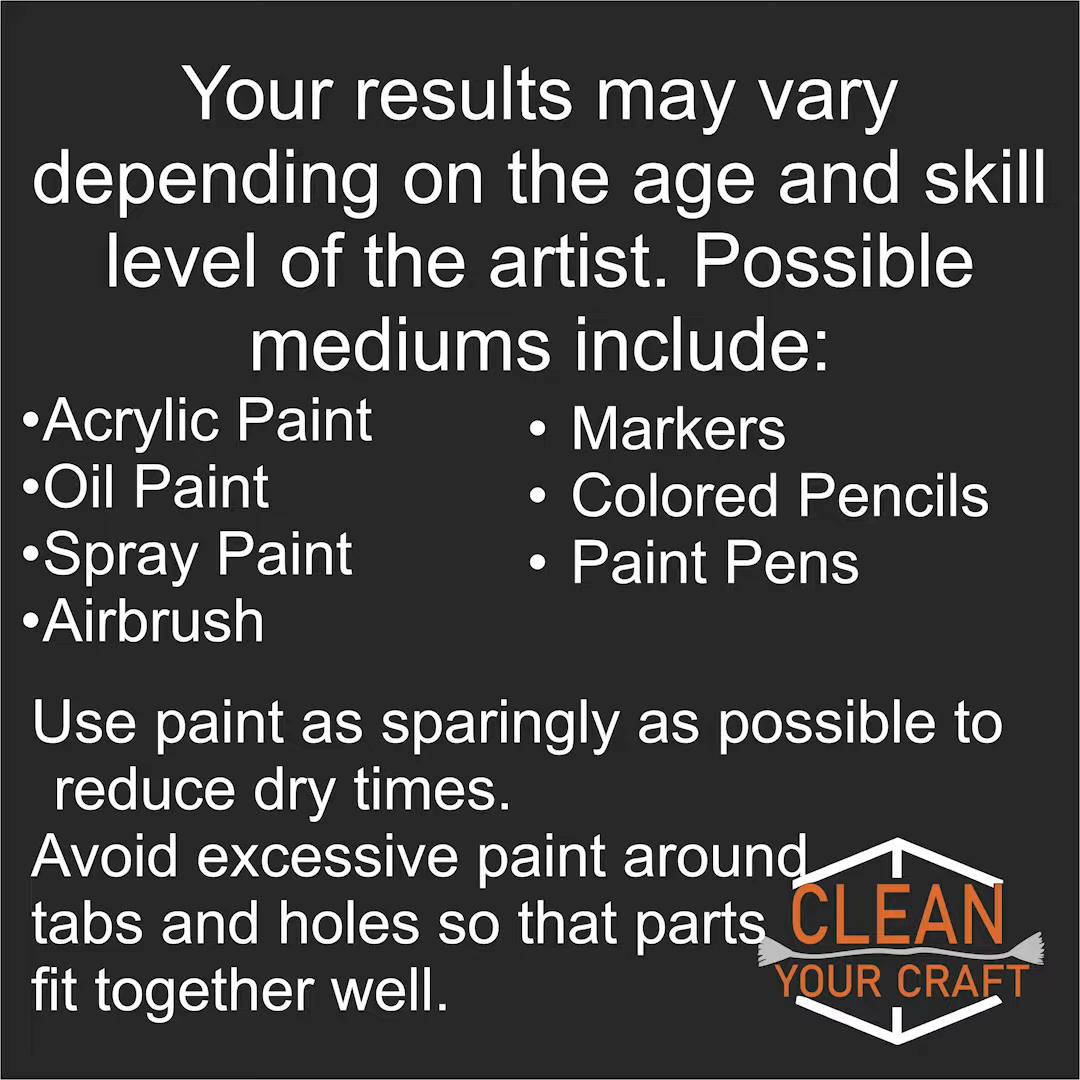 Your results may vary
depending on the age and skill
level of the artist. Possible
mediums include:
•Acrylic Paint
•Oil Paint
•Spray Paint
•Airbrush
• Markers
• Colored Pencils
• Paint Pens
Use paint as sparingly as possible to
reduce dry times.
Avoid excessive paint around
tabs and holes so that parts
fit together well.
CLEAN
YOUR CRAFT